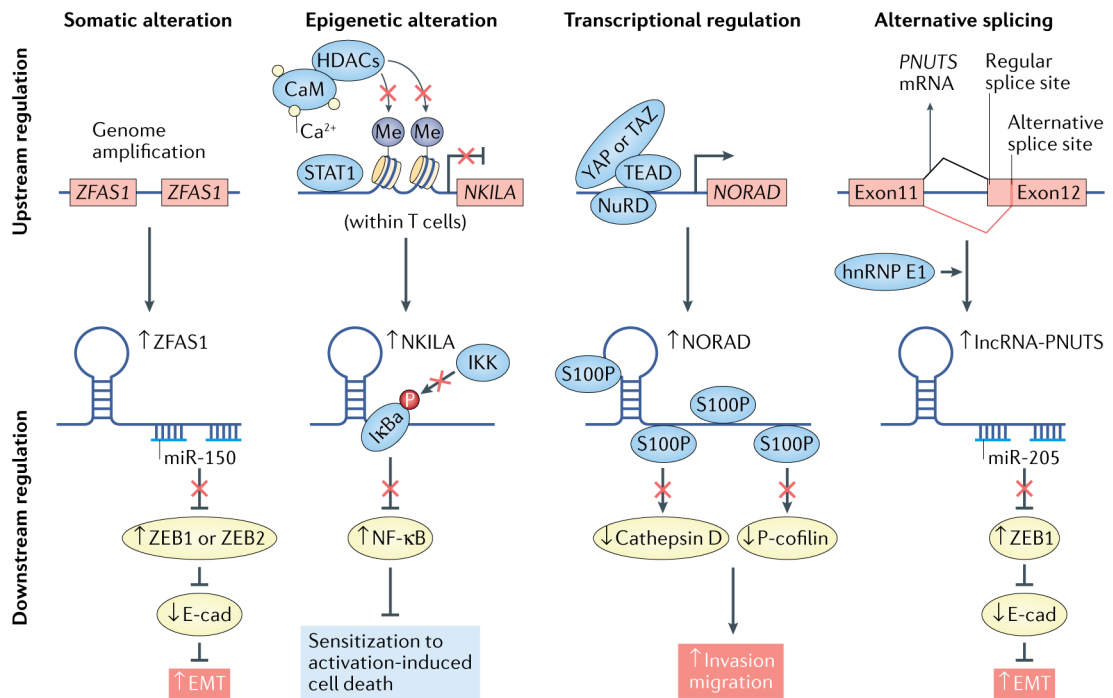 Somatic alteration
Epigenetic alteration
Transcriptional regulation
Alternative splicing
Upstream regulation
Genome
amplification
ZFAS1
ZFAS1
HDACs
CaM
Ca²⁺
Me
Me
STAT1
NKILA
(within T cells)
YAP or TAZ
TEAD
NuRD
NORAD
PNUTS
mRNA
Regular
splice site
Alternative
splice site
Exon11
Exon12
hnRNP E1
Downstream regulation
↑ZFAS1
miR-150
↑ZEB1 or ZEB2
↓E-cad
↑EMT
↑NKILA
IKK
P
IκBa
↑NF-κB
Sensitization to
activation-induced
cell death
↑NORAD
S100P
S100P
S100P
S100P
↓Cathepsin D
↓P-cofilin
↑Invasion
migration
↑lncRNA-PNUTS
miR-205
↑ZEB1
↓E-cad
↑EMT